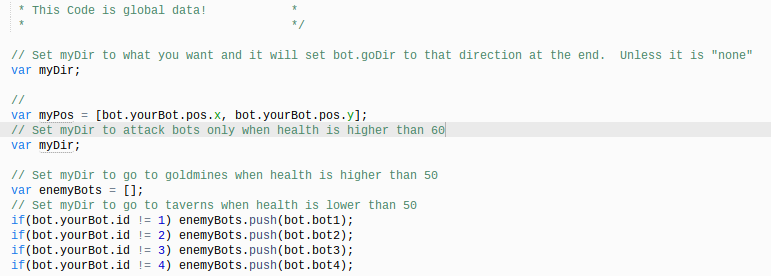 * This Code is global data! *
* */
// Set myDir to what you want and it will set bot.goDir to that direction at the end. Unless it is "none"
var myDir;
//
var myPos = [bot.yourBot.pos.x, bot.yourBot.pos.y];
// Set myDir to attack bots only when health is higher than 60
var myDir;
// Set myDir to go to goldmines when health is higher than 50
var enemyBots = [];
// Set myDir to go to taverns when health is lower than 50
if(bot.yourBot.id != 1) enemyBots.push(bot.bot1);
if(bot.yourBot.id != 2) enemyBots.push(bot.bot2);
if(bot.yourBot.id != 3) enemyBots.push(bot.bot3);
if(bot.yourBot.id != 4) enemyBots.push(bot.bot4);